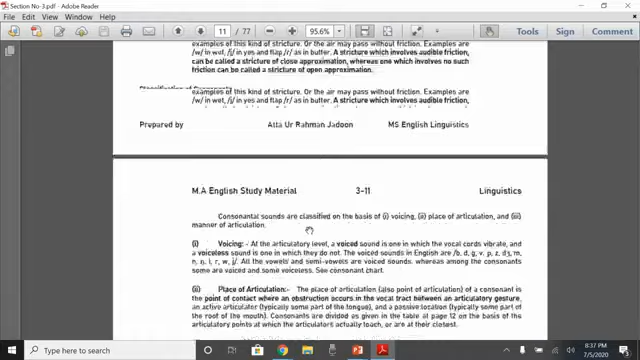 Section No-3.pdf - Adobe Reader
File Edit View Window Help
11 / 77 95.6% Tools Sign Comment
examples of this kind of stricture. Or the air may pass without friction. Examples are
/w/ in wet, /j/ in yes and flap /r/ as in butter. A stricture which involves audible friction,
can be called a stricture of close approximation, whereas one which involves no such
friction can be called a stricture of open approximation.
examples of this kind of stricture. Or the air may pass without friction. Examples are
/w/ in wet, /j/ in yes and flap /r/ as in butter. A stricture which involves audible friction,
Prepared by Atta Ur Rahman Jadoon MS English Linguistics
M.A English Study Material 3-11 Linguistics
Consonantal sounds are classified on the basis of (i) voicing, (ii) place of articulation, and (iii)
manner of articulation.
(i) Voicing:- At the articulatory level, a voiced sound is one in which the vocal cords vibrate, and
a voiceless sound is one in which they do not. The voiced sounds in English are /b, d, g, v,
All the vowels and semi-vowels are voiced sounds, whereas among the consonants
some are voiced and some voiceless. See consonant chart.
(ii) Place of Articulation:- The place of articulation (also point of articulation) of a consonant is
the point of contact where an obstruction occurs in the vocal tract between an articulatory gesture,
an active articulator (typically some part of the tongue), and a passive location (typically some part
of the roof of the mouth). Consonants are divided as given in the table at page 12 on the basis of
the articulatory points at which the articulators actually touch, or are at their closest.
Type here to search
8:37 PM
7/5/2020